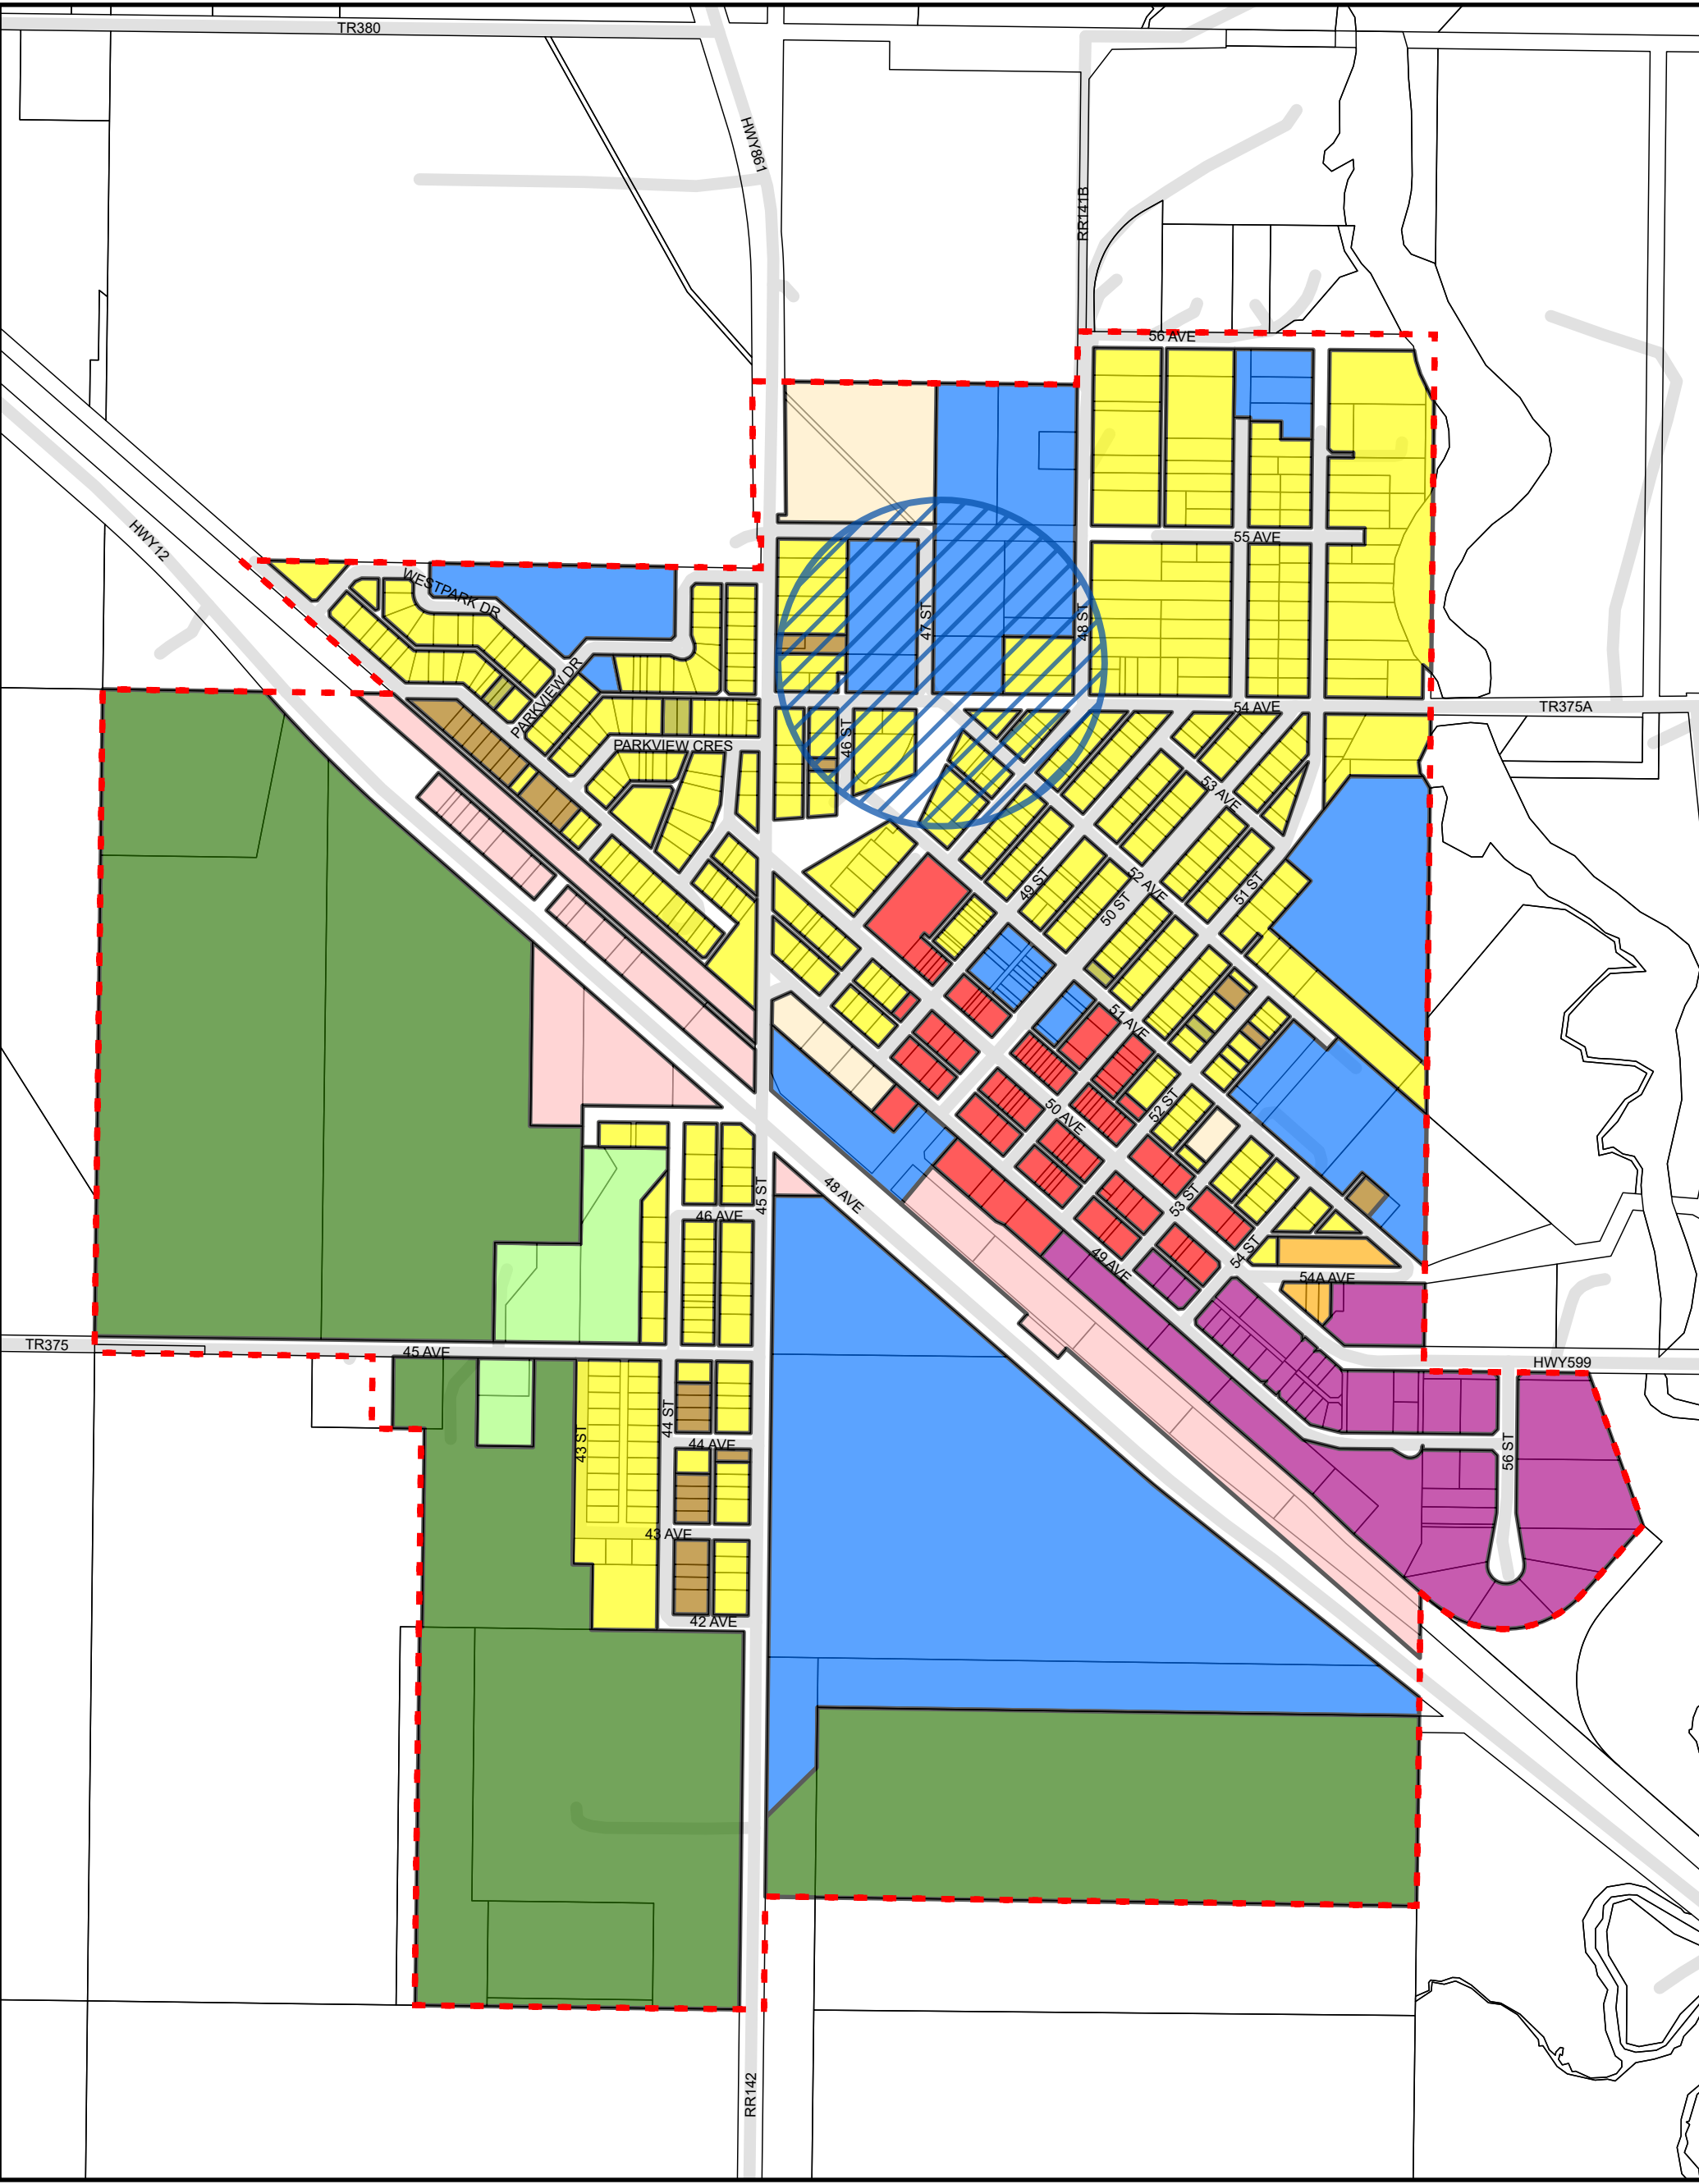 TR380
HWY861
RR141B
56 AVE
HWY12
55 AVE
WESTPARK DR
47 ST
48 ST
PARKVIEW DR
54 AVE
TR375A
46 ST
PARKVIEW CRES
53 AVE
49 ST
52 AVE
51 ST
50 ST
51 AVE
50 AVE
52 ST
45 ST
48 AVE
53 ST
46 AVE
54 ST
49 AVE
54A AVE
TR375
45 AVE
HWY599
44 ST
43 ST
44 AVE
56 ST
43 AVE
42 AVE
RR142